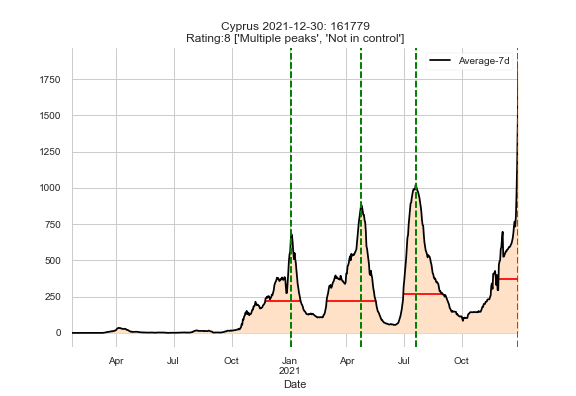 Cyprus 2021-12-30: 161779
Rating:8 ['Multiple peaks', 'Not in control']
Average-7d
1750
1500
1250
1000
750
500
250
0
Apr Jul Oct Jan Apr Jul Oct
2021
Date